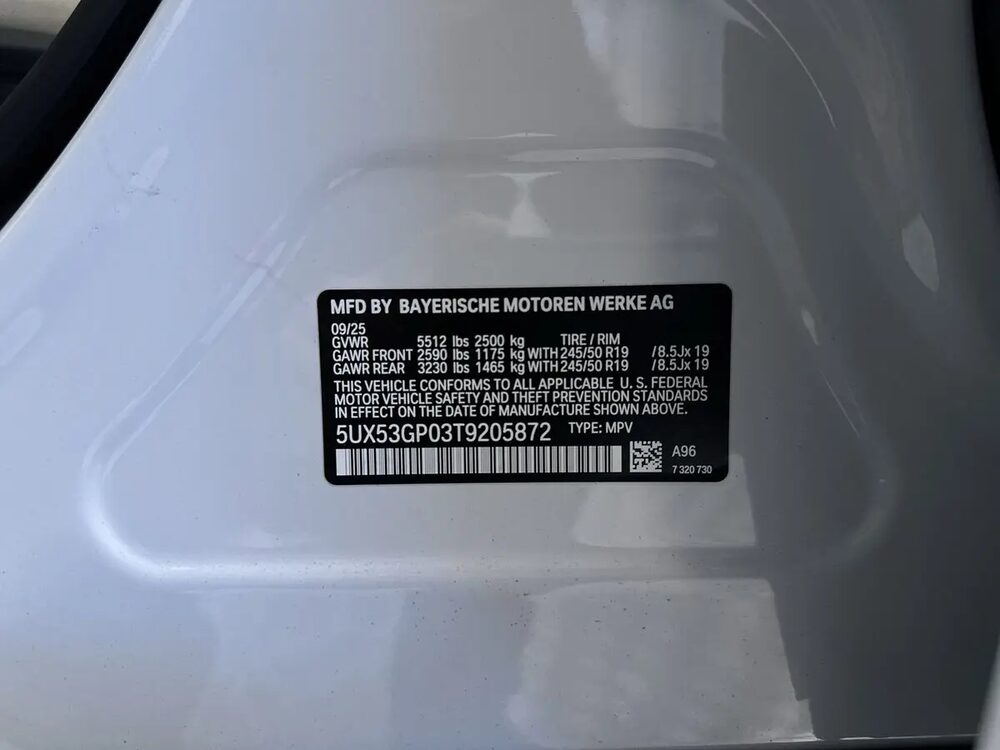 MFD BY BAYERISCHE MOTOREN WERKE AG
09/25
GVWR 5512 lbs 2500 kg TIRE / RIM
GAWR FRONT 2590 lbs 1175 kg WITH 245/50 R19 / 8.5Jx 19
GAWR REAR 3230 lbs 1465 kg WITH 245/50 R19 / 8.5Jx 19
THIS VEHICLE CONFORMS TO ALL APPLICABLE U. S. FEDERAL
MOTOR VEHICLE SAFETY AND THEFT PREVENTION STANDARDS
IN EFFECT ON THE DATE OF MANUFACTURE SHOWN ABOVE.
5UX53GP03T9205872 TYPE: MPV
A96
7 320 730